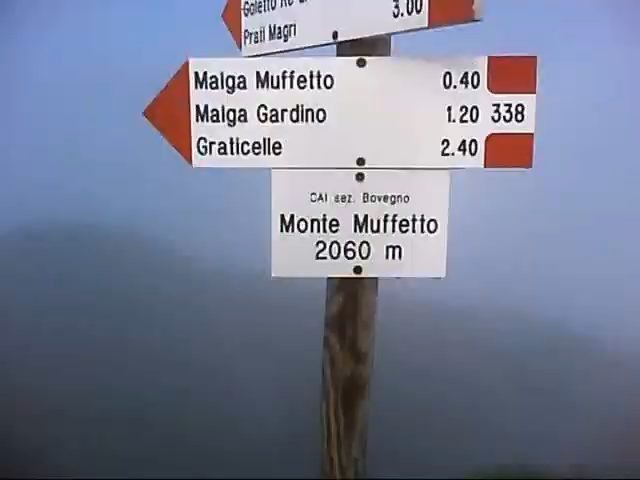 Goletto
3.00
Prati Magri
Malga Muffetto 0.40
Malga Gardino 1.20 338
Graticelle 2.40
CAI sez. Bovegno
Monte Muffetto
2060 m